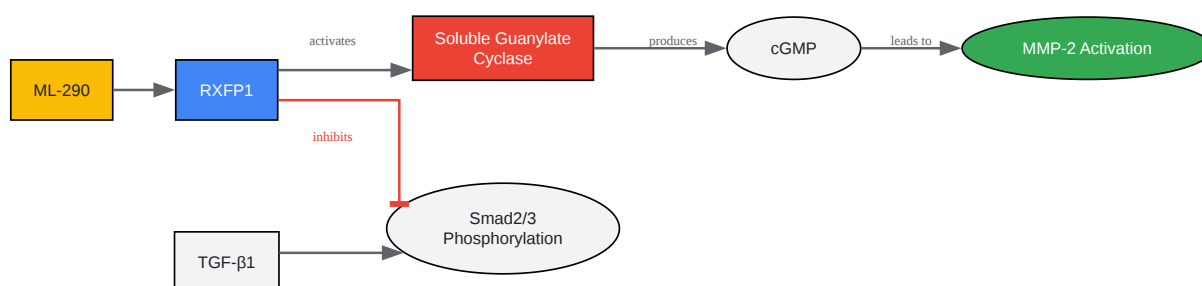 activates
Soluble Guanylate
Cyclase
produces
cGMP
leads to
MMP-2 Activation
ML-290
RXFP1
inhibits
Smad2/3
Phosphorylation
TGF-β1